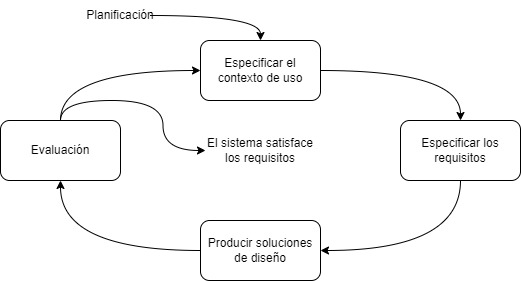 Planificación
Especificar el
contexto de uso
Evaluación
El sistema satisface
los requisitos
Especificar los
requisitos
Producir soluciones
de diseño